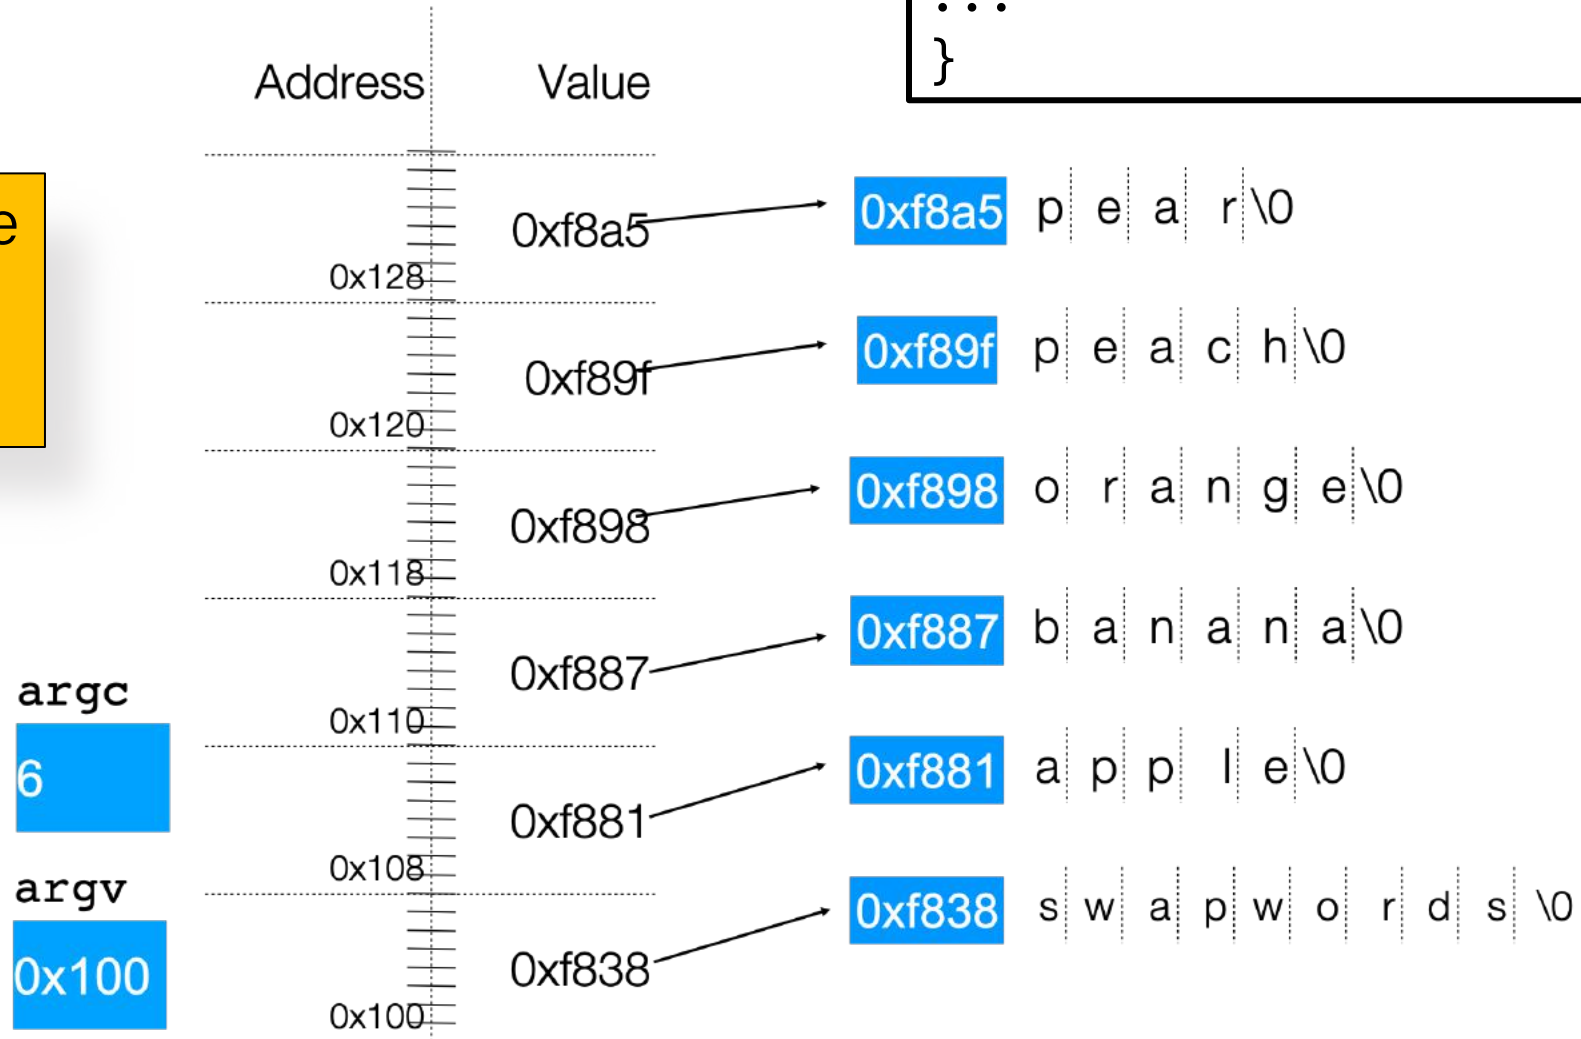 ...
}
Address Value
e
0xf8a5 0xf8a5 p e a r \0
0x128
0xf89f 0xf89f p e a c h \0
0x120
0xf898 0xf898 o r a n g e \0
0x118
0xf887 0xf887 b a n a n a \0
argc
0x110
6
0xf881 0xf881 a p p l e \0
0x108
argv
0xf838 0xf838 s w a p w o r d s \0
0x100
0x100